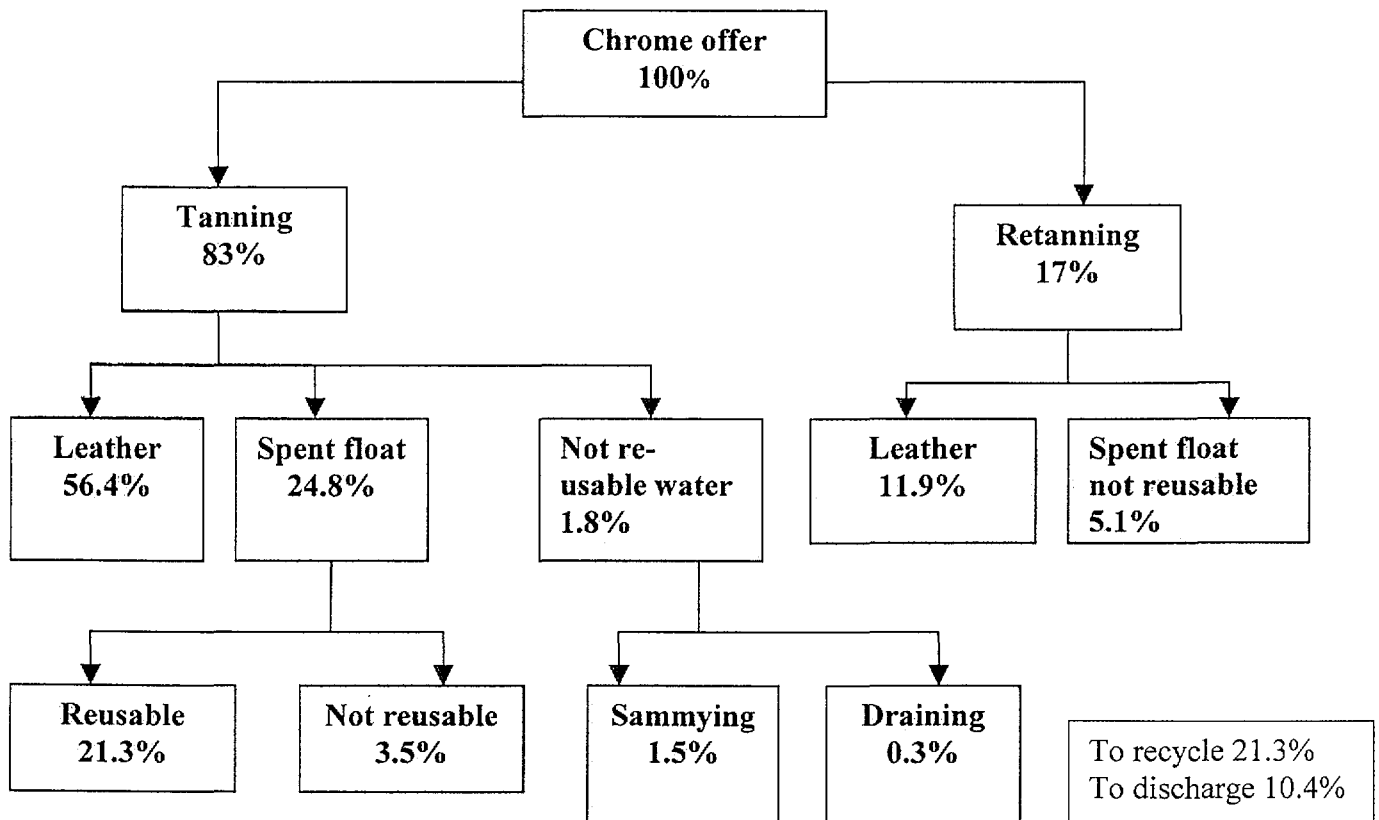 Chrome offer
100%
Tanning
83%
Retanning
17%
Leather
56.4%
Spent float
24.8%
Not re-
usable water
1.8%
Leather
11.9%
Spent float
not reusable
5.1%
Reusable
21.3%
Not reusable
3.5%
Sammying
1.5%
Draining
0.3%
To recycle 21.3%
To discharge 10.4%